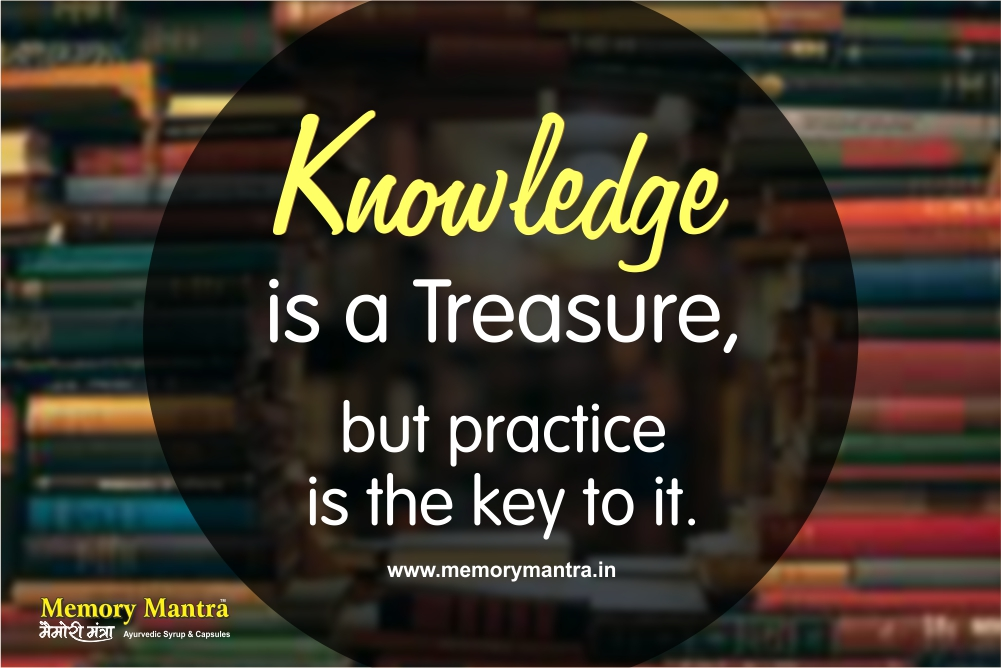 Knowledge
is a Treasure,
but practice
is the key to it.
www.memorymantra.in
Memory Mantra™
मैमोरी मंत्रा Ayurvedic Syrup & Capsules